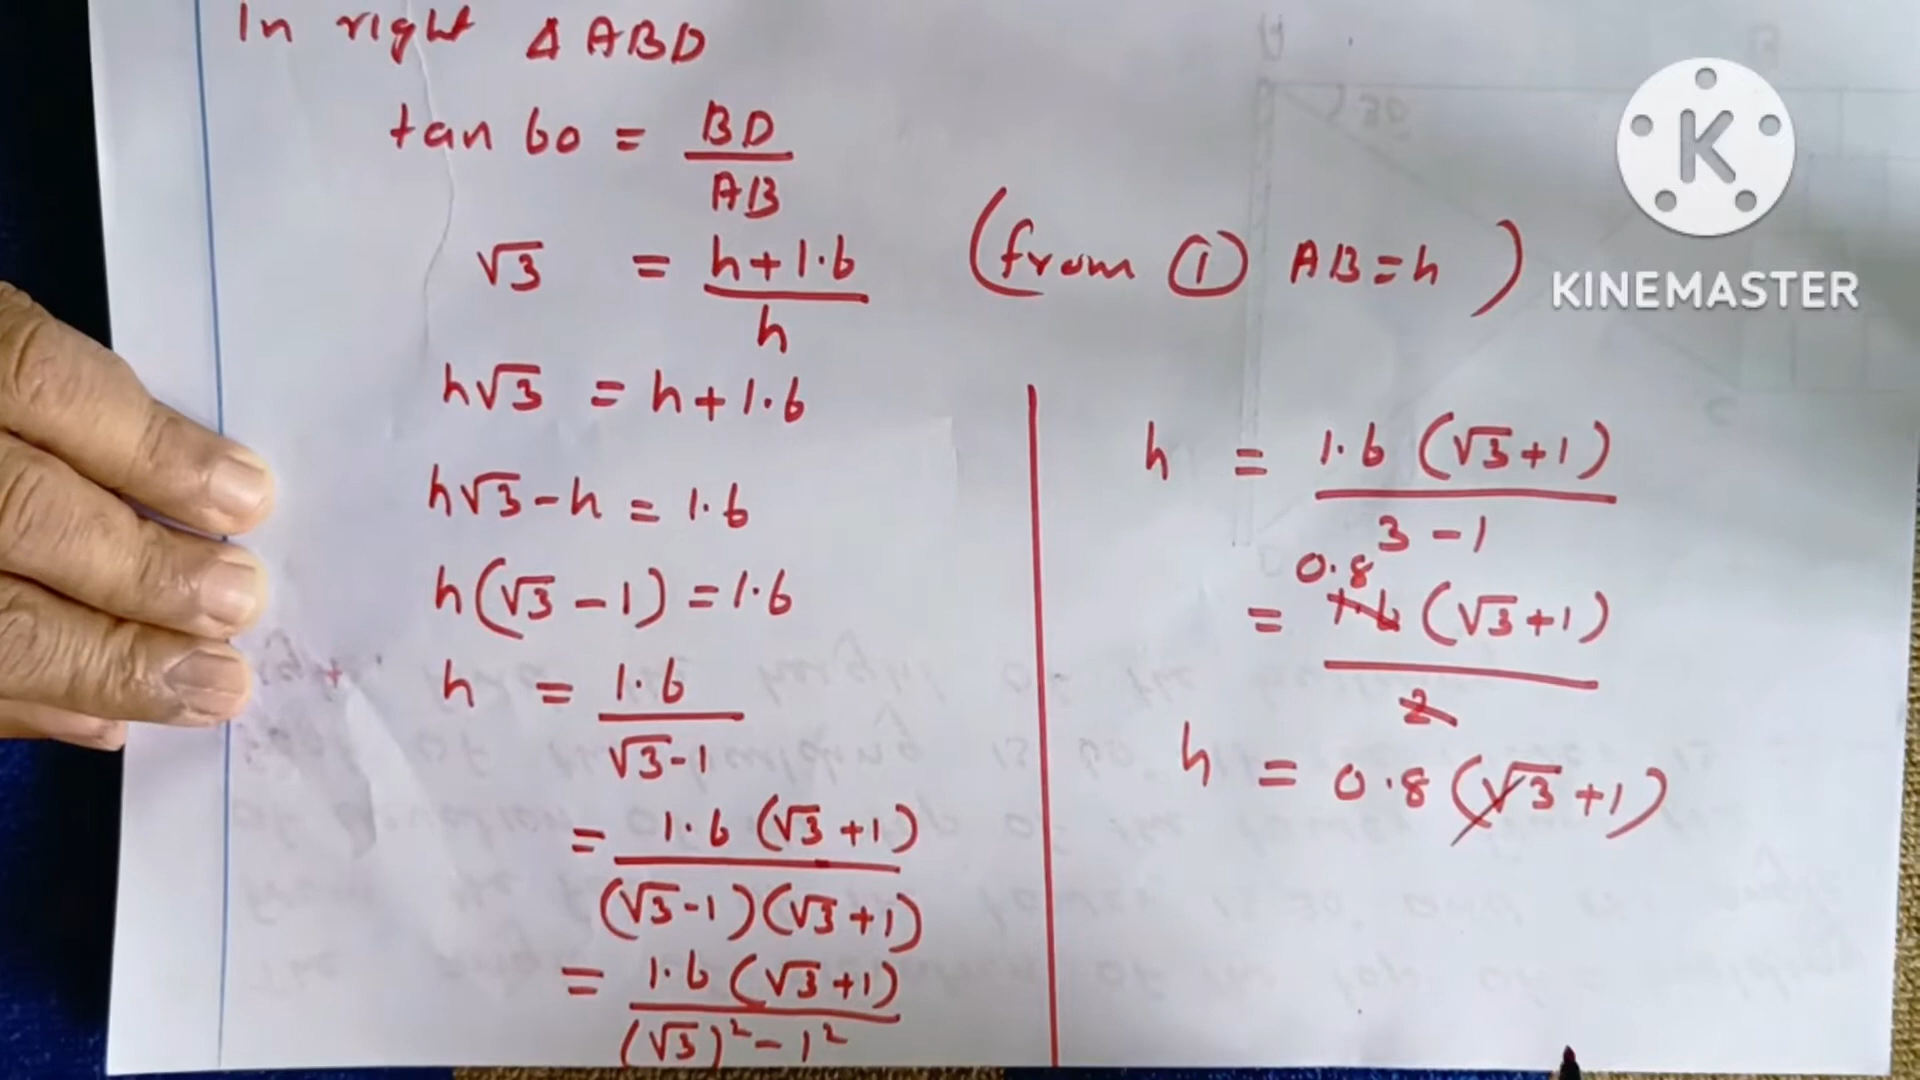 In right Δ ABD
tan 60 = BD / AB
√3 = h+1.6 / h (from ① AB=h)
h√3 = h+1.6
h√3-h = 1.6
h(√3-1) = 1.6
h = 1.6 / √3-1
= 1.6 (√3+1) / (√3-1)(√3+1)
= 1.6 (√3+1) / (√3)²-1²
h = 1.6 (√3+1) / 3-1
0.8
= 1.6 (√3+1) / 2
h = 0.8 (√3+1)
K
KINEMASTER